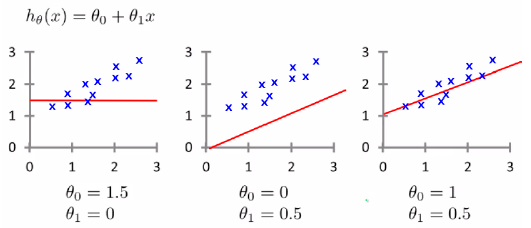 h_θ(x) = θ₀ + θ₁x
3 3 3
2 2 2
1 1 1
0 0 0
0 1 2 3 0 1 2 3 0 1 2 3
θ₀ = 1.5 θ₀ = 0 θ₀ = 1
θ₁ = 0 θ₁ = 0.5 θ₁ = 0.5